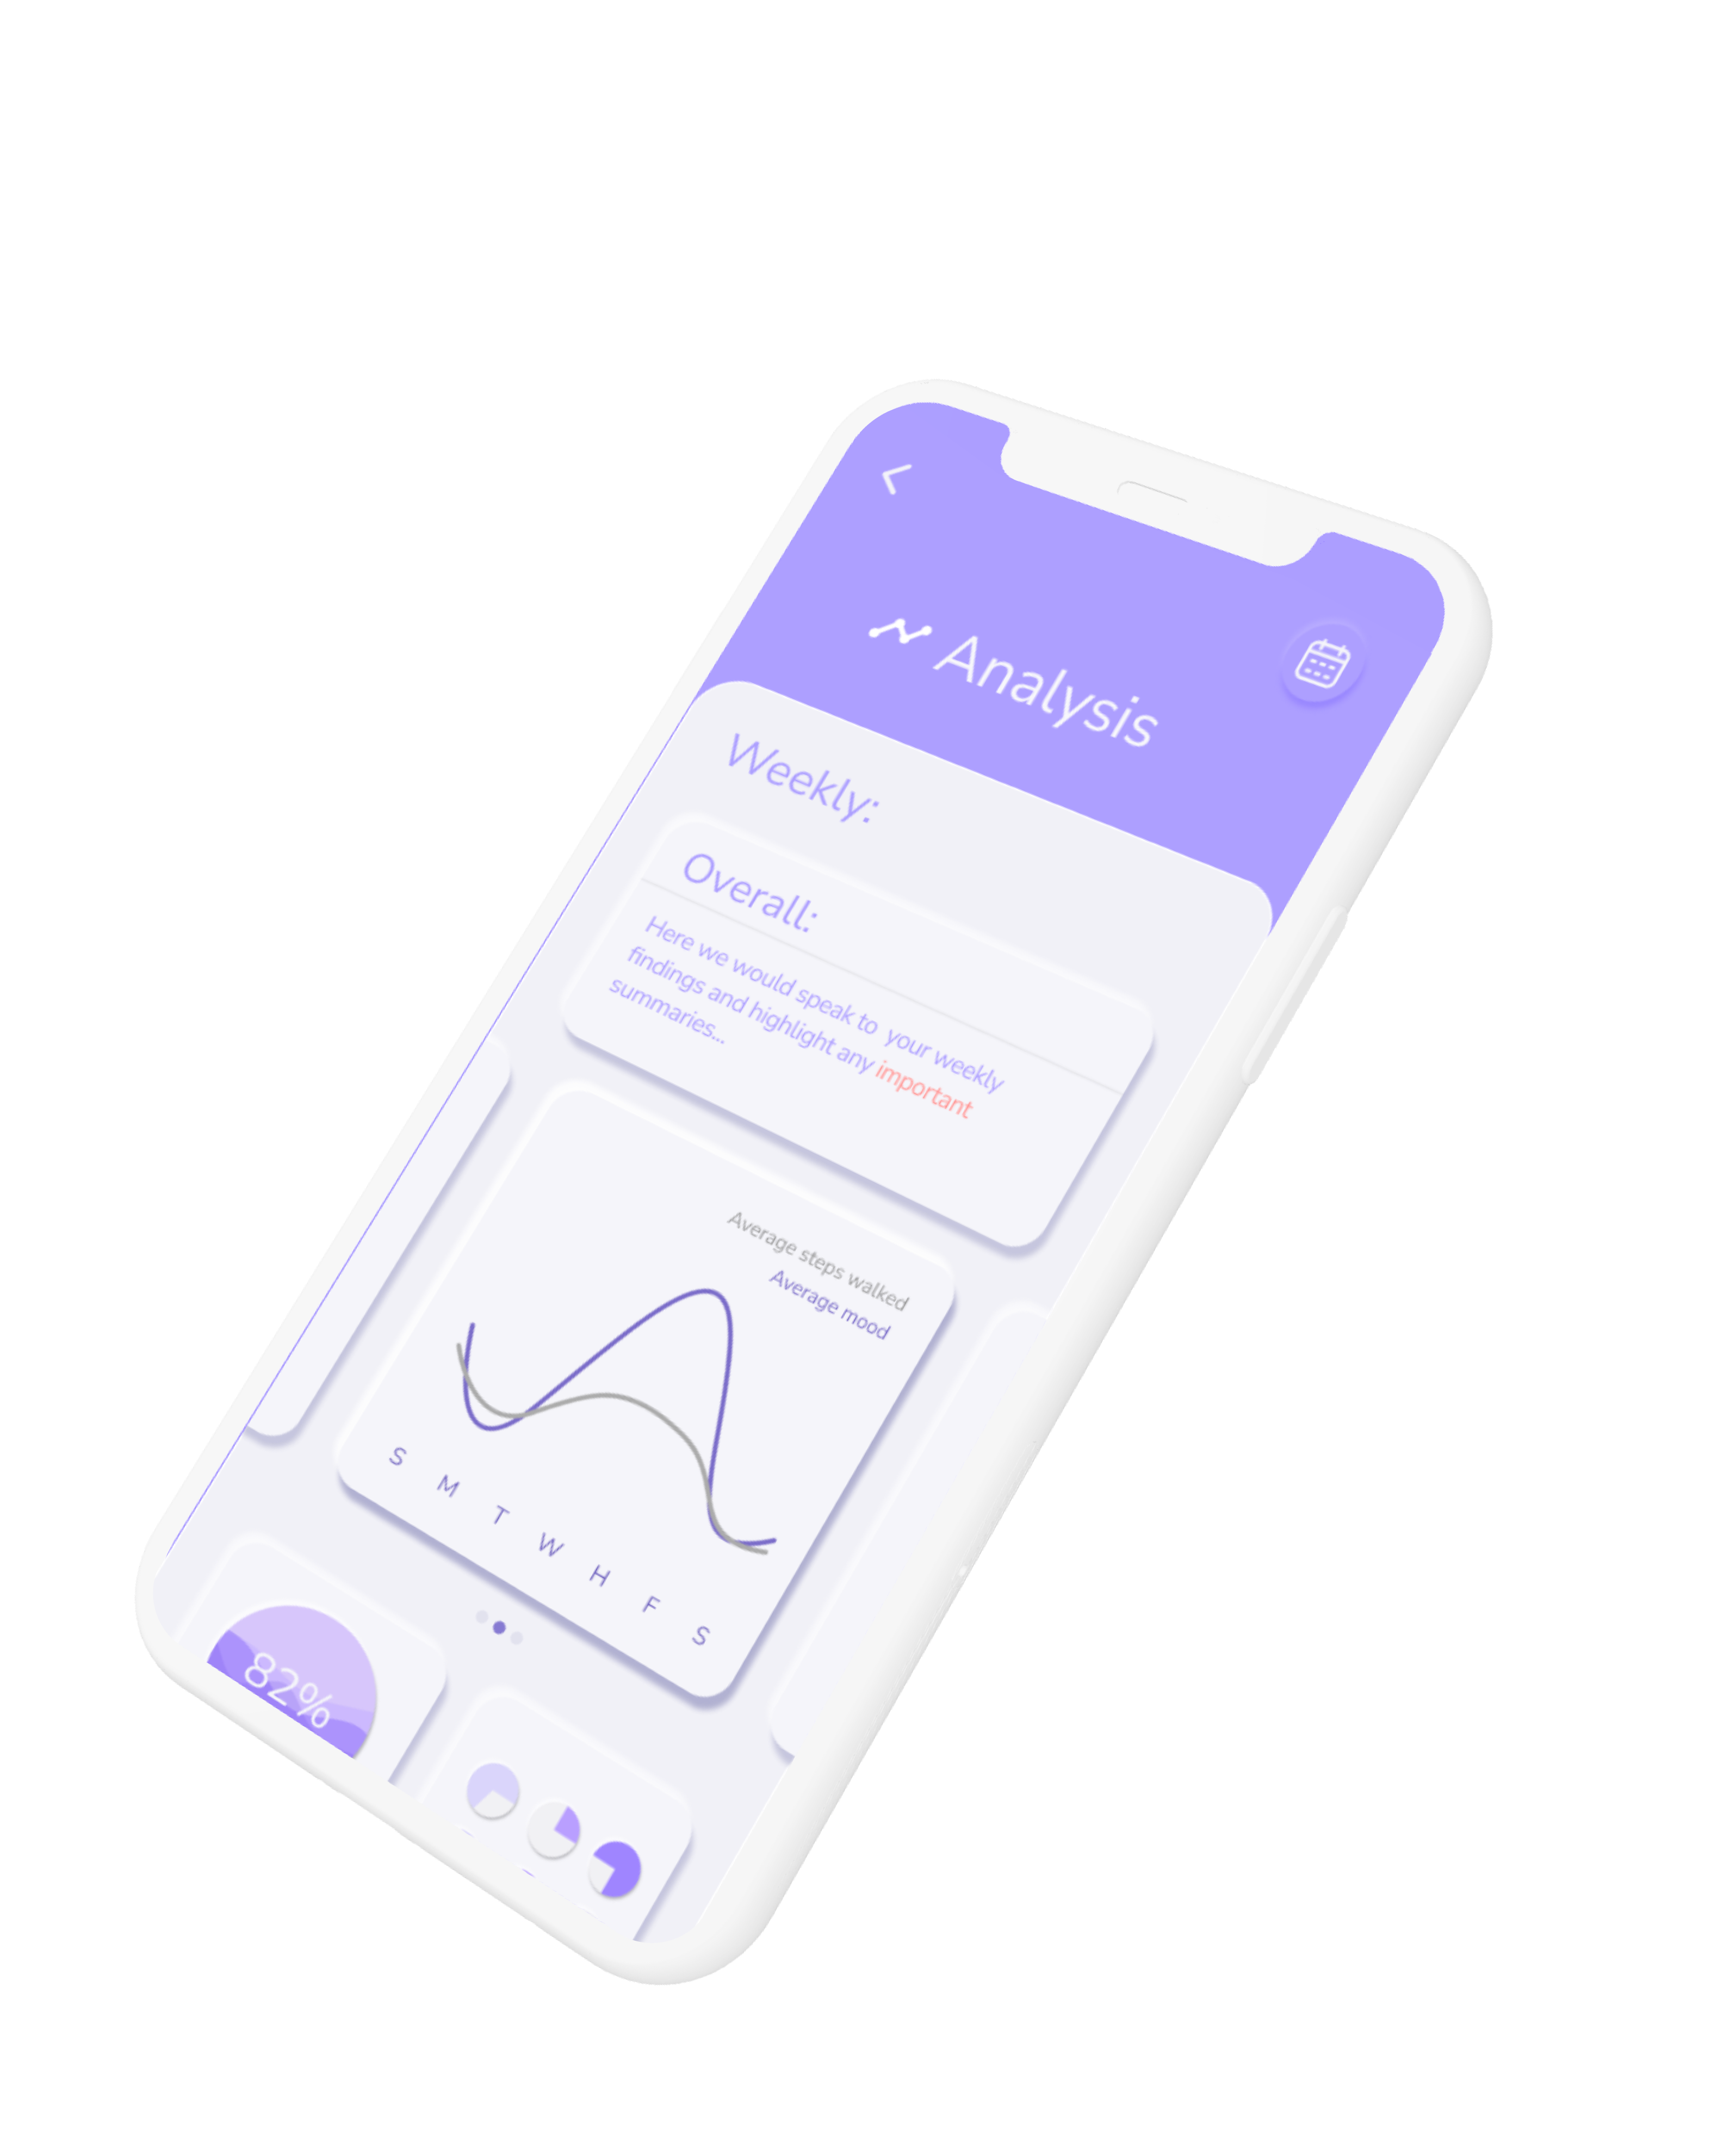 Analysis
Weekly:
Overall:
Here we would speak to your weekly
findings and highlight any important
summaries...
Average steps walked
Average mood
S M T W H F S
82%